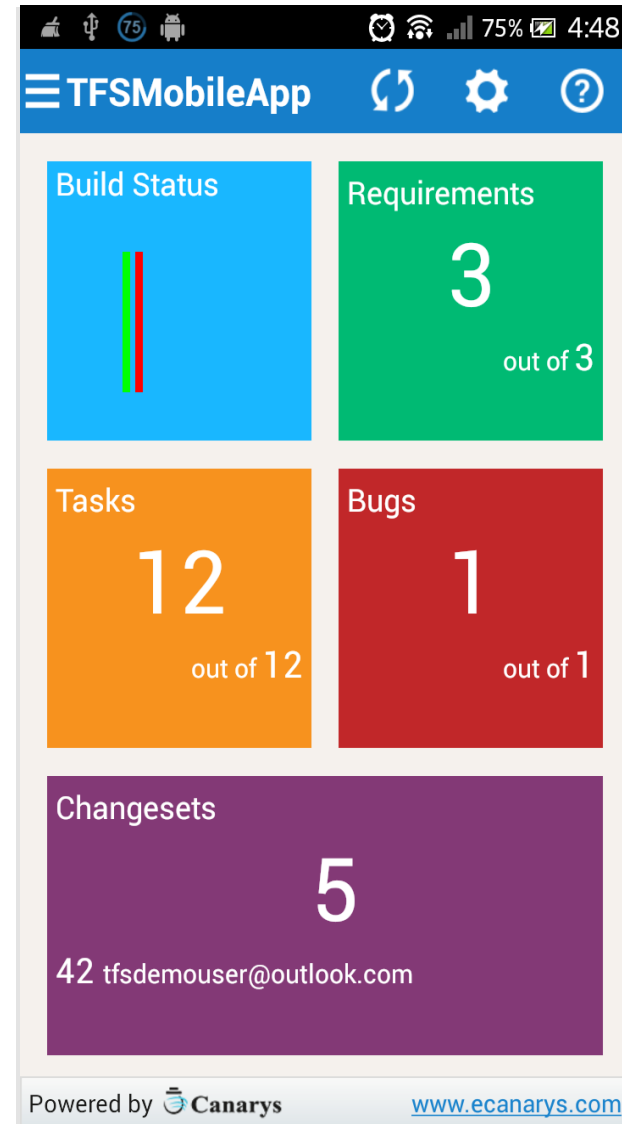 75 75% 4:48
TFSMobileApp
Build Status
Requirements
3
out of 3
Tasks
12
out of 12
Bugs
1
out of 1
Changesets
5
42 tfsdemouser@outlook.com
Powered by Canarys www.ecanarys.com